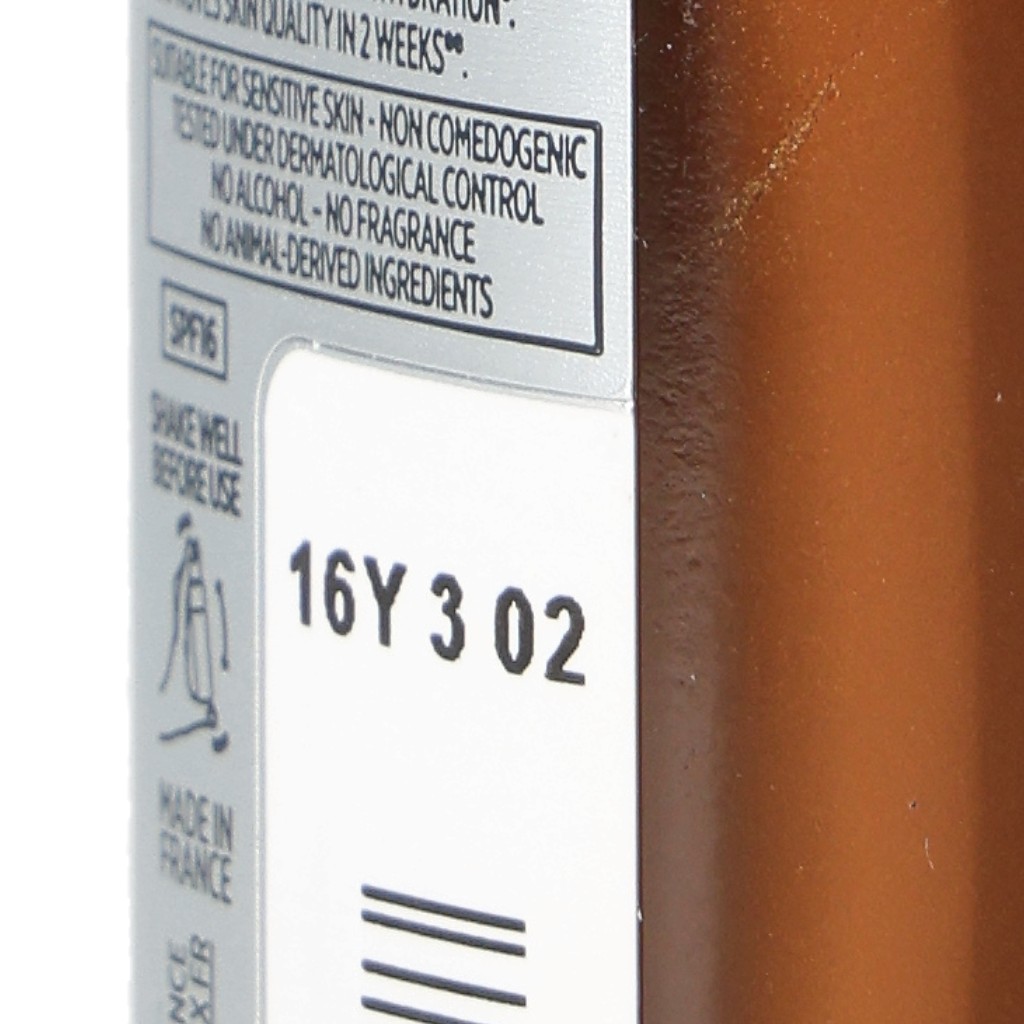 SKIN QUALITY IN 2 WEEKS**.
SUITABLE FOR SENSITIVE SKIN - NON COMEDOGENIC
TESTED UNDER DERMATOLOGICAL CONTROL
NO ALCOHOL - NO FRAGRANCE
NO ANIMAL-DERIVED INGREDIENTS
SPF16
SHAKE WELL
BEFORE USE
16Y 3 02
MADE IN
FRANCE